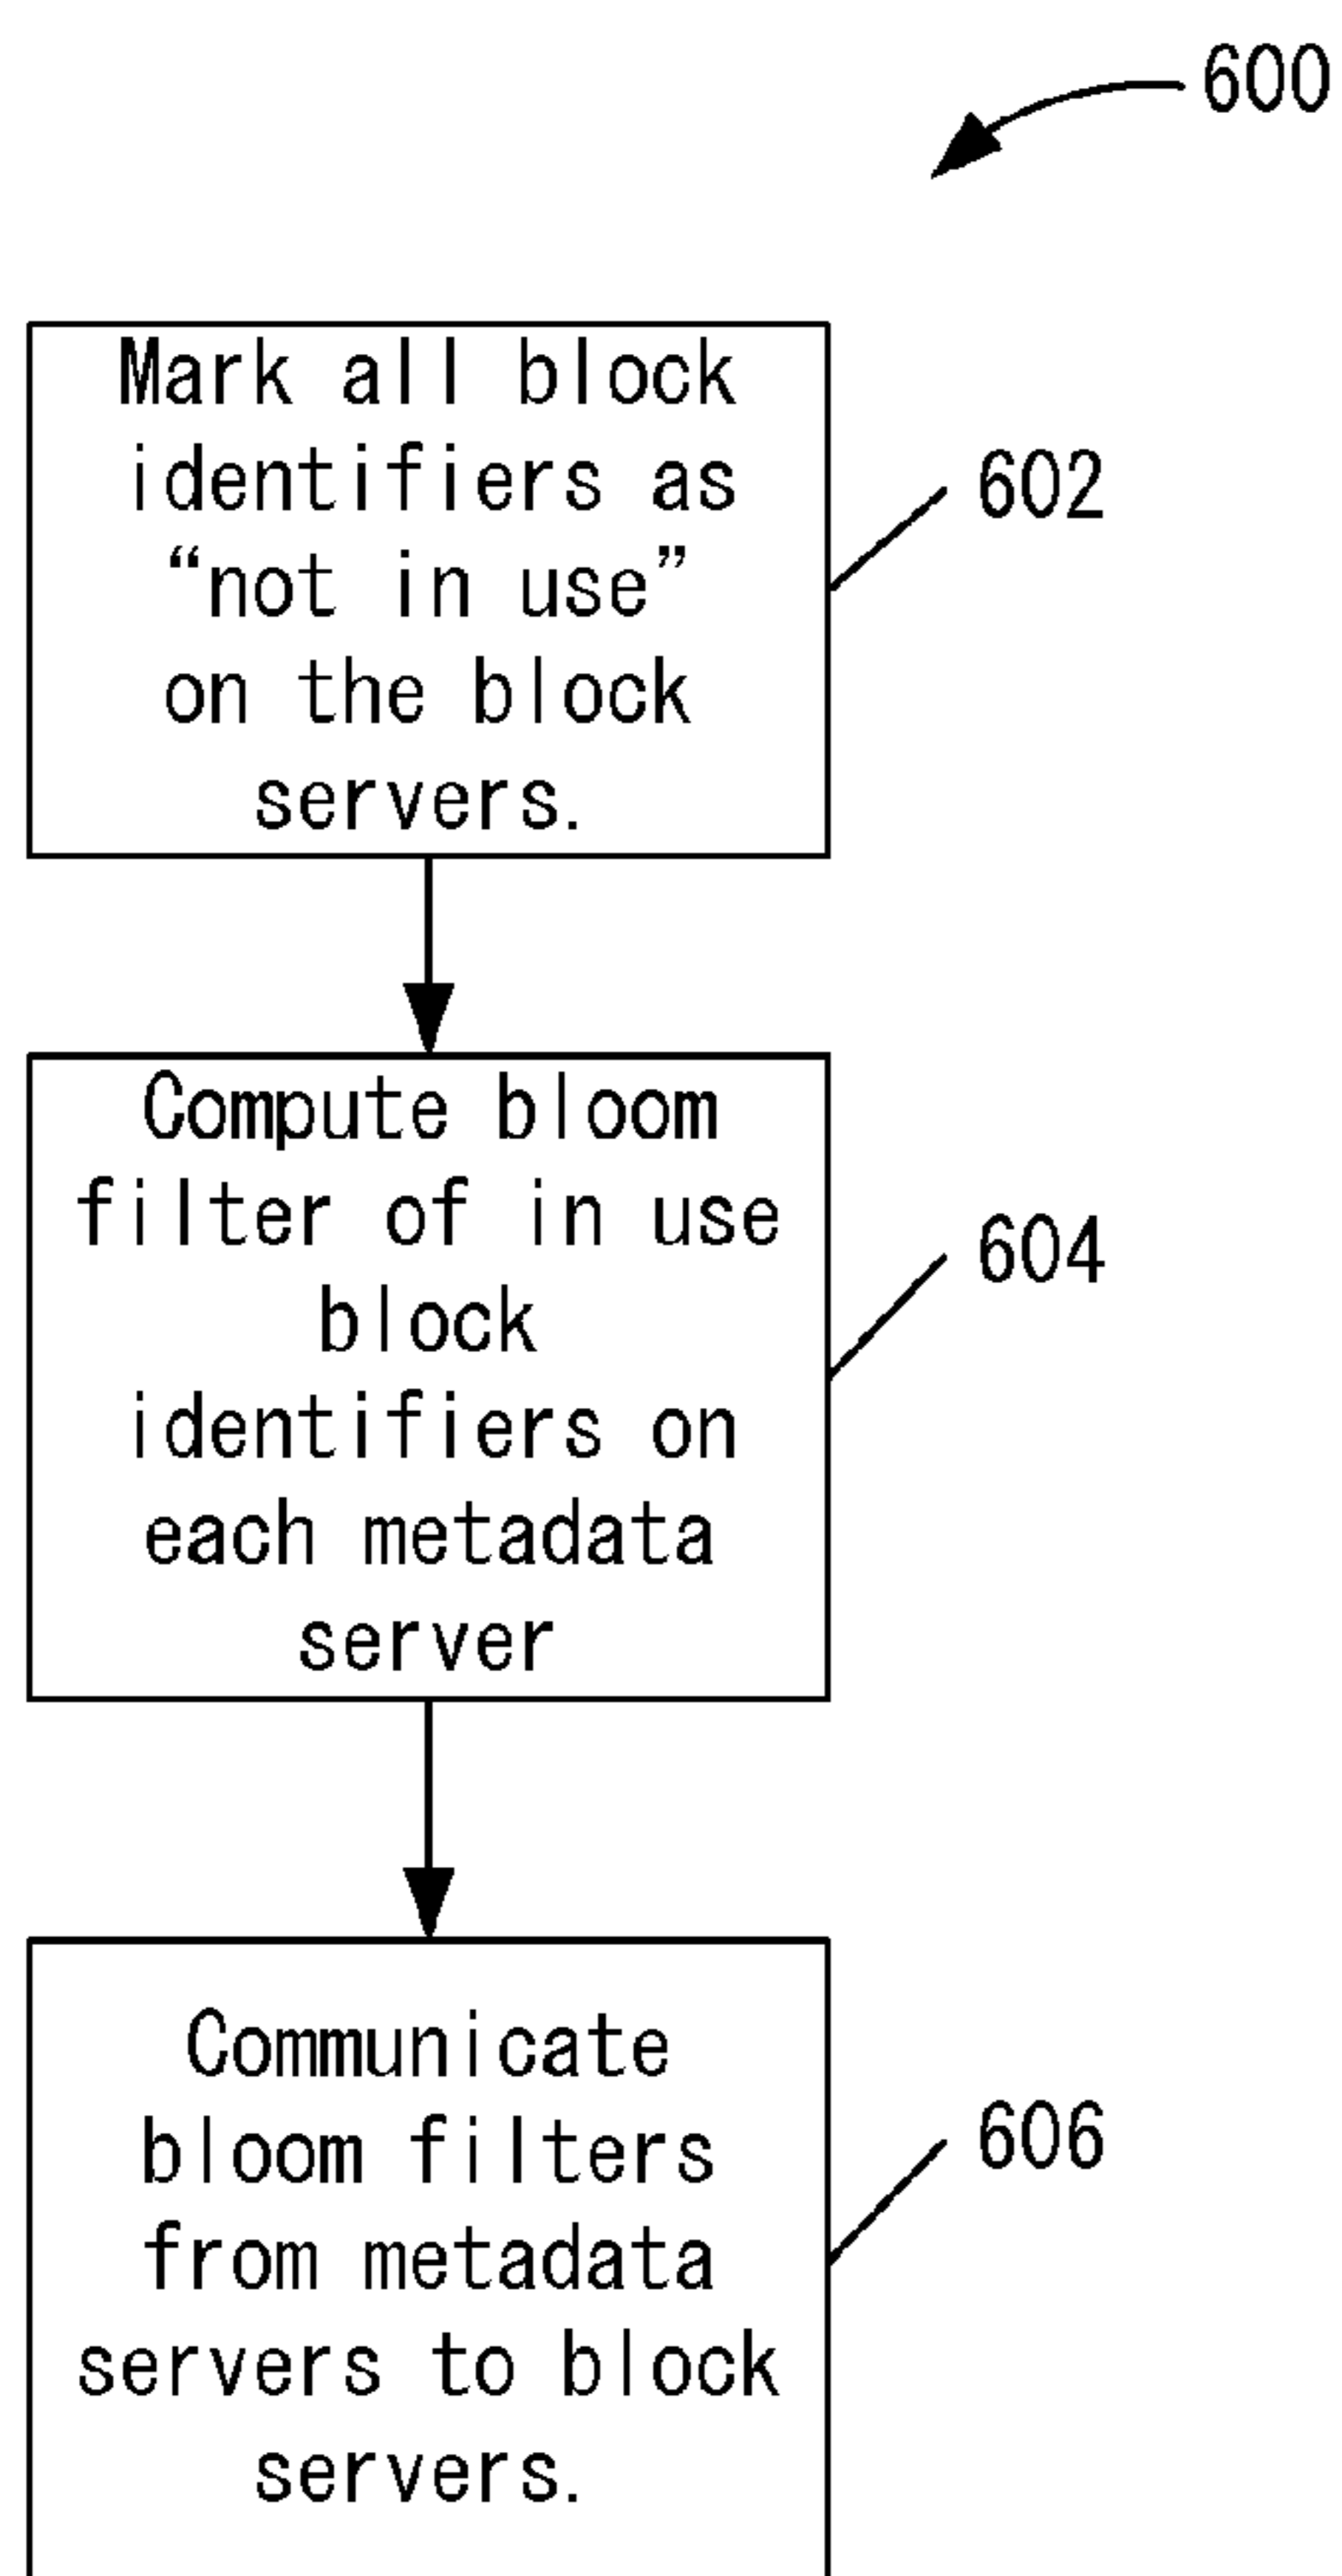 600
Mark all block
identifiers as
“not in use”
on the block
servers.
602
Compute bloom
filter of in use
block
identifiers on
each metadata
server
604
Communicate
bloom filters
from metadata
servers to block
servers.
606